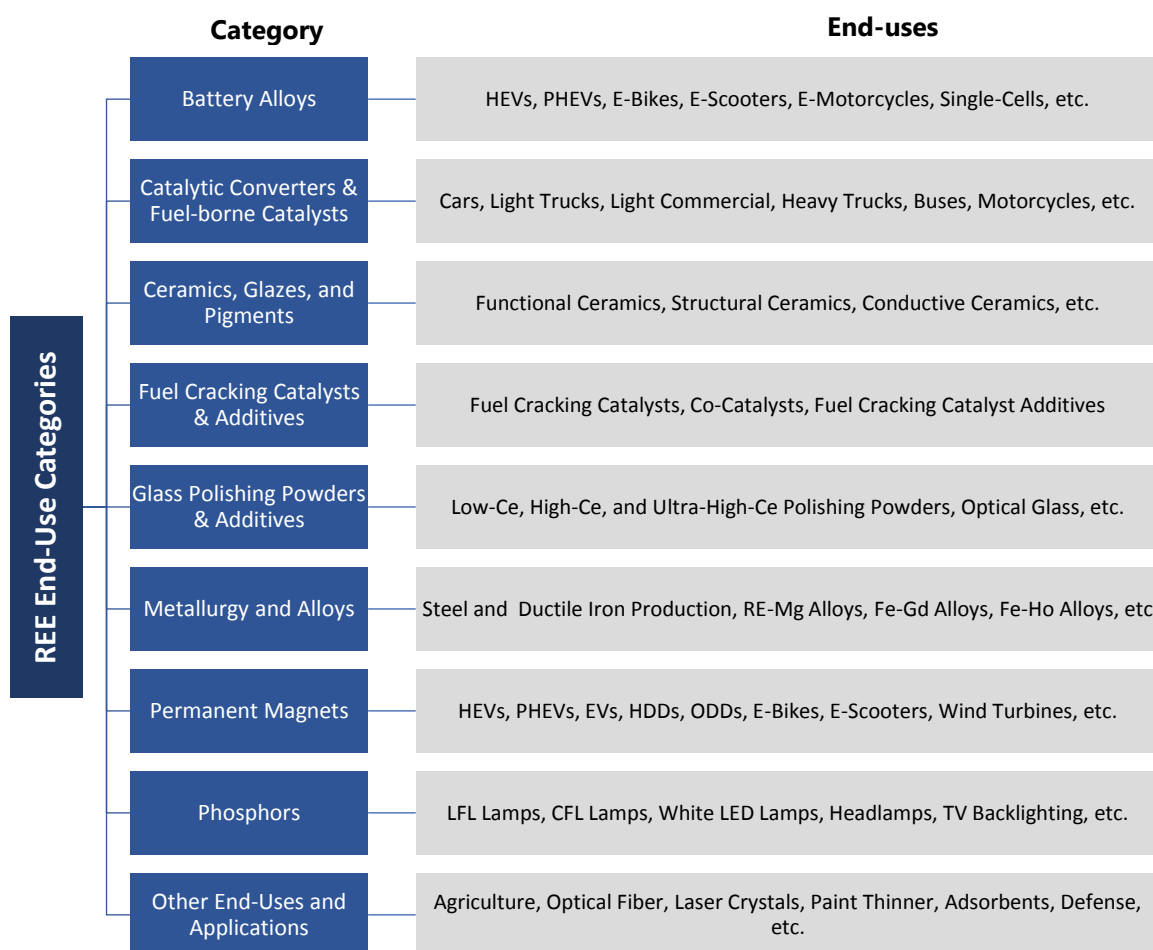 Category
End-uses
REE End-Use Categories
Battery Alloys
HEVs, PHEVs, E-Bikes, E-Scooters, E-Motorcycles, Single-Cells, etc.
Catalytic Converters &
Fuel-borne Catalysts
Cars, Light Trucks, Light Commercial, Heavy Trucks, Buses, Motorcycles, etc.
Ceramics, Glazes, and
Pigments
Functional Ceramics, Structural Ceramics, Conductive Ceramics, etc.
Fuel Cracking Catalysts
& Additives
Fuel Cracking Catalysts, Co-Catalysts, Fuel Cracking Catalyst Additives
Glass Polishing Powders
& Additives
Low-Ce, High-Ce, and Ultra-High-Ce Polishing Powders, Optical Glass, etc.
Metallurgy and Alloys
Steel and Ductile Iron Production, RE-Mg Alloys, Fe-Gd Alloys, Fe-Ho Alloys, etc
Permanent Magnets
HEVs, PHEVs, EVs, HDDs, ODDs, E-Bikes, E-Scooters, Wind Turbines, etc.
Phosphors
LFL Lamps, CFL Lamps, White LED Lamps, Headlamps, TV Backlighting, etc.
Other End-Uses and
Applications
Agriculture, Optical Fiber, Laser Crystals, Paint Thinner, Adsorbents, Defense,
etc.